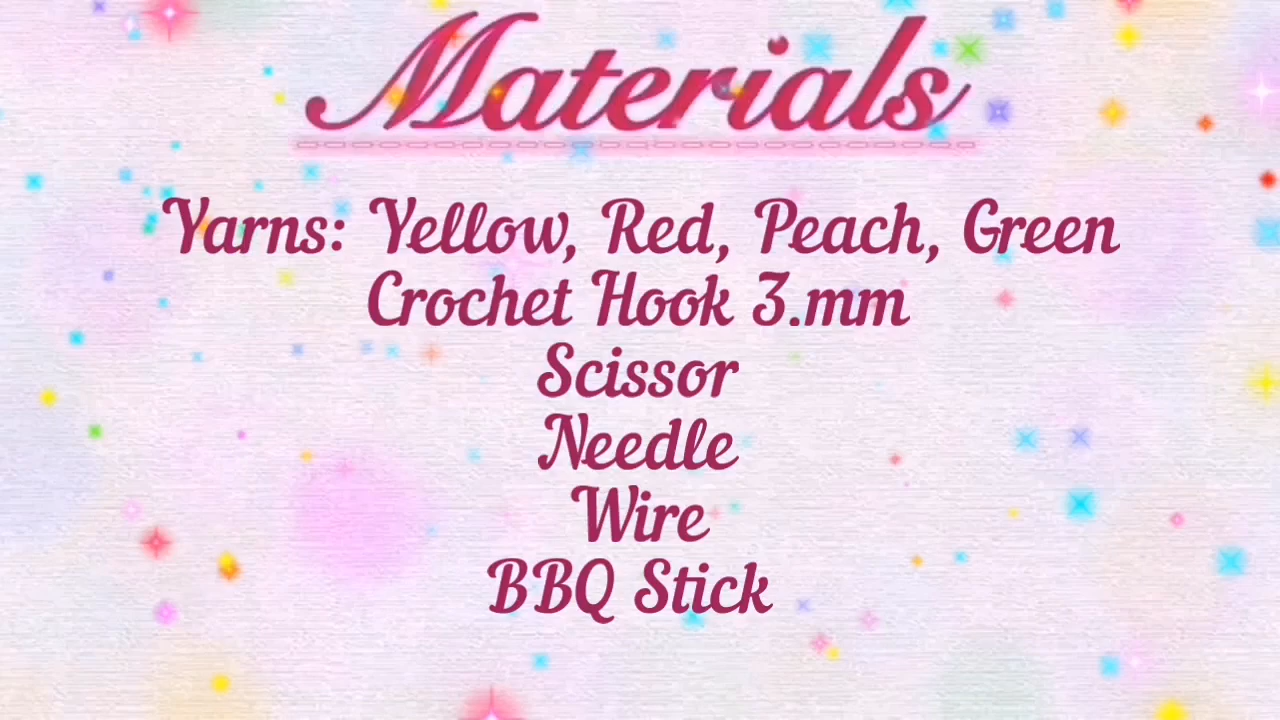 Materials
Yarns: Yellow, Red, Peach, Green
Crochet Hook 3.mm
Scissor
Needle
Wire
BBQ Stick